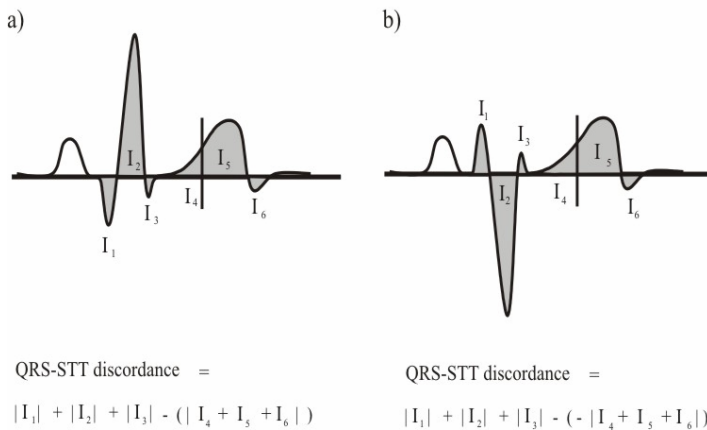 a)
b)
I₂
I₅
I₄
I₃
I₆
I₁
I₁
I₃
I₅
I₂
I₄
I₆
QRS-STT discordance =
|I₁| + |I₂| + |I₃| - (| I₄ + I₅ + I₆ | )
QRS-STT discordance =
|I₁| + |I₂| + |I₃| - (- |I₄ + I₅ + I₆ | )